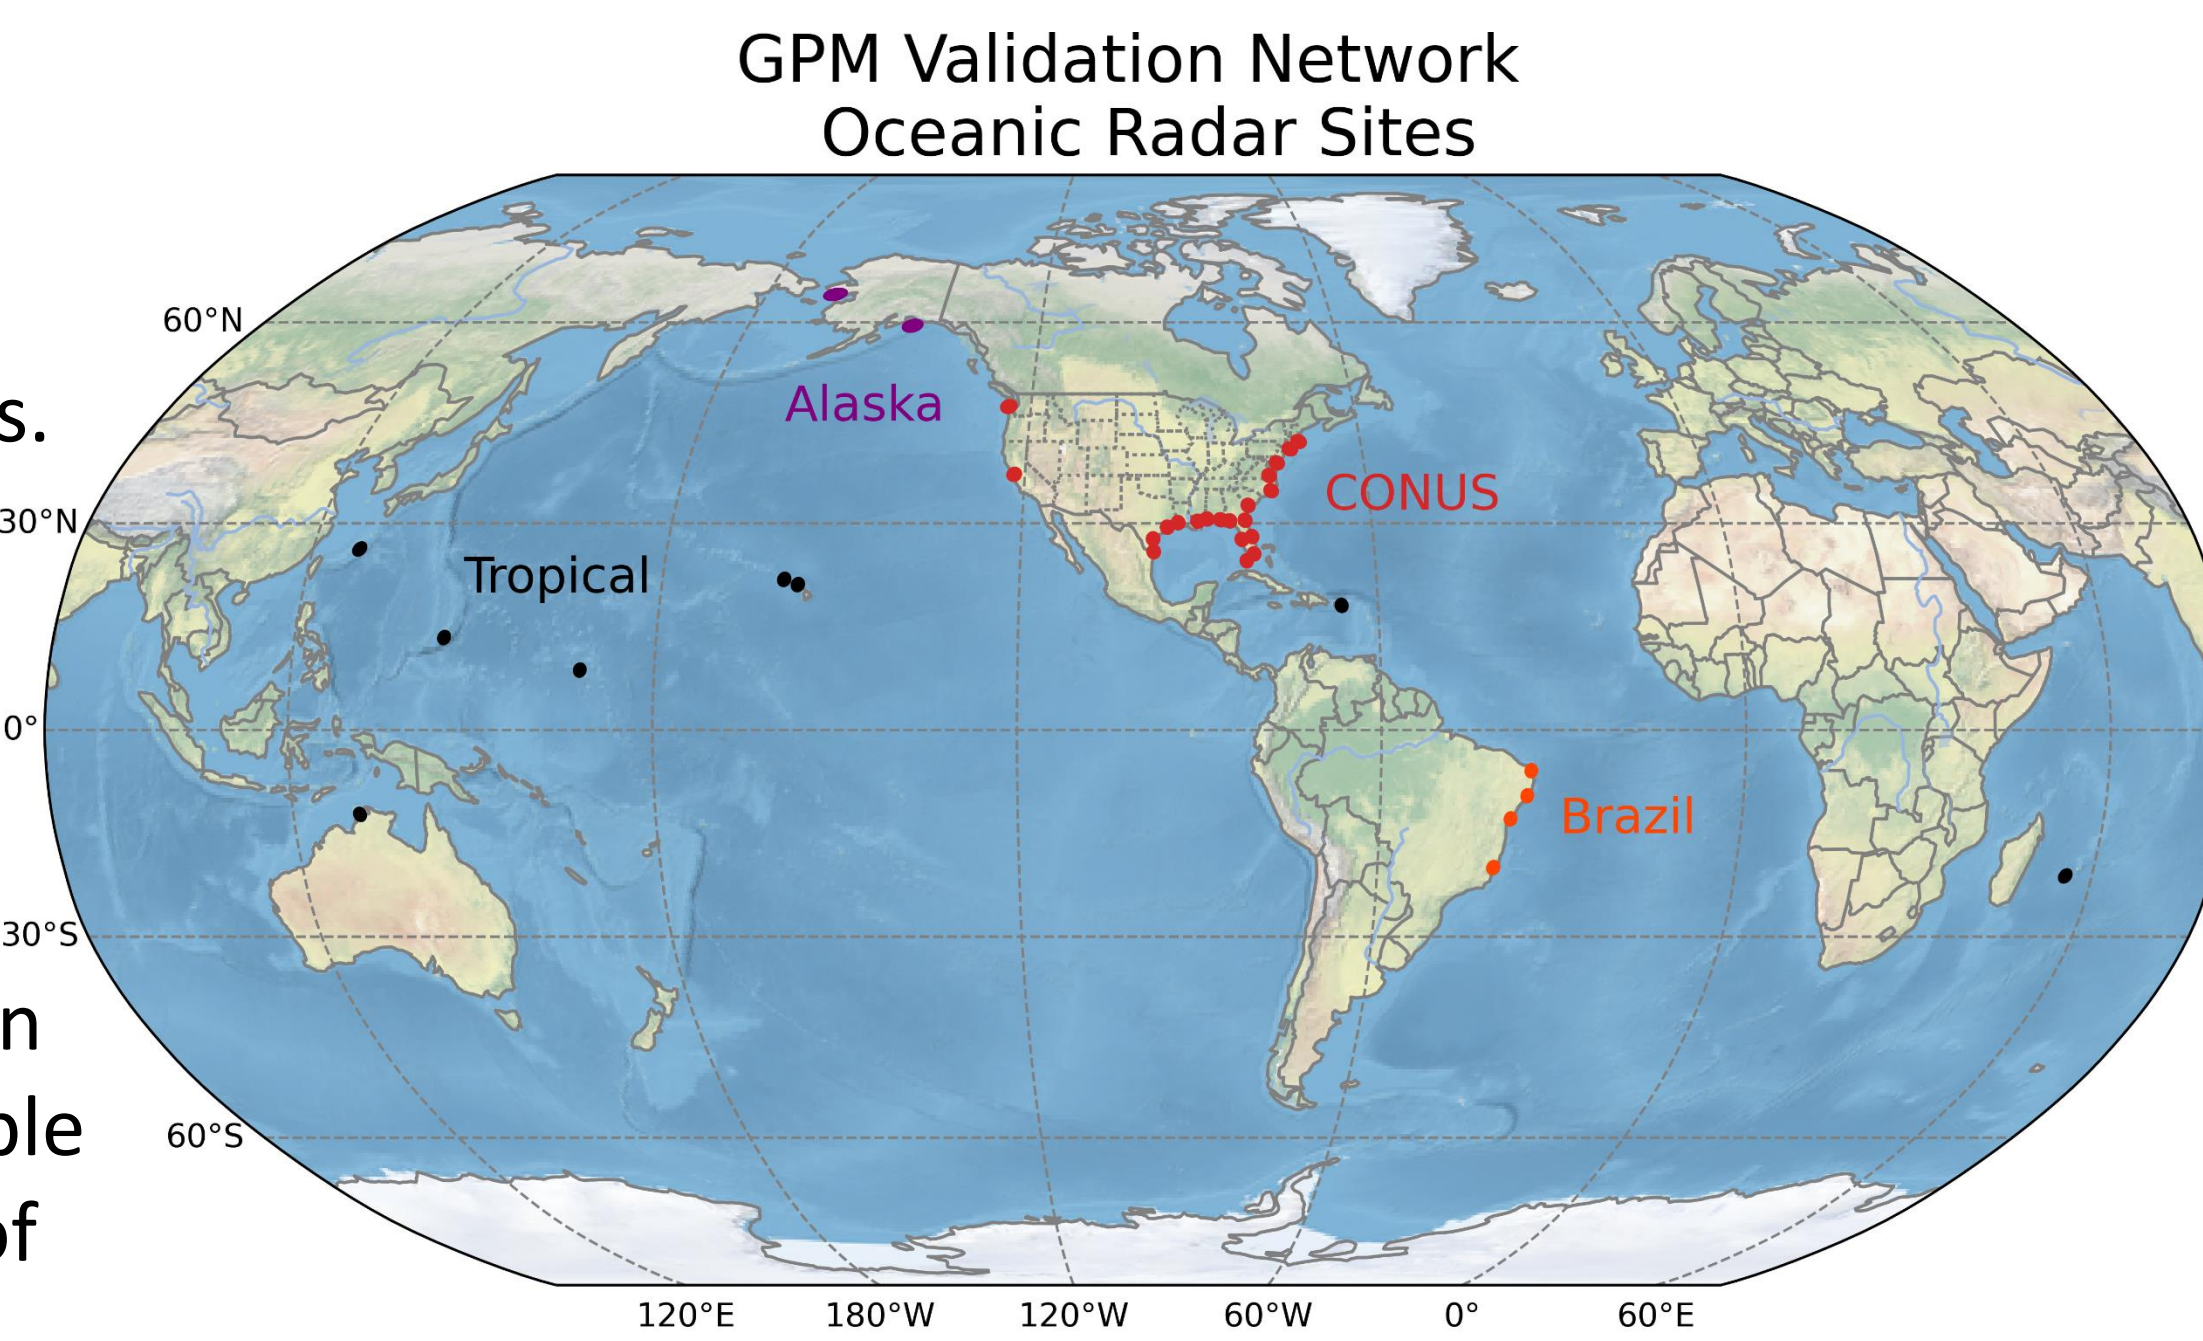 GPM Validation Network
Oceanic Radar Sites
60°N
s.
Alaska
CONUS
30°N
Tropical
0°
Brazil
30°S
n
ple
60°S
of
120°E 180°W 120°W 60°W 0° 60°E